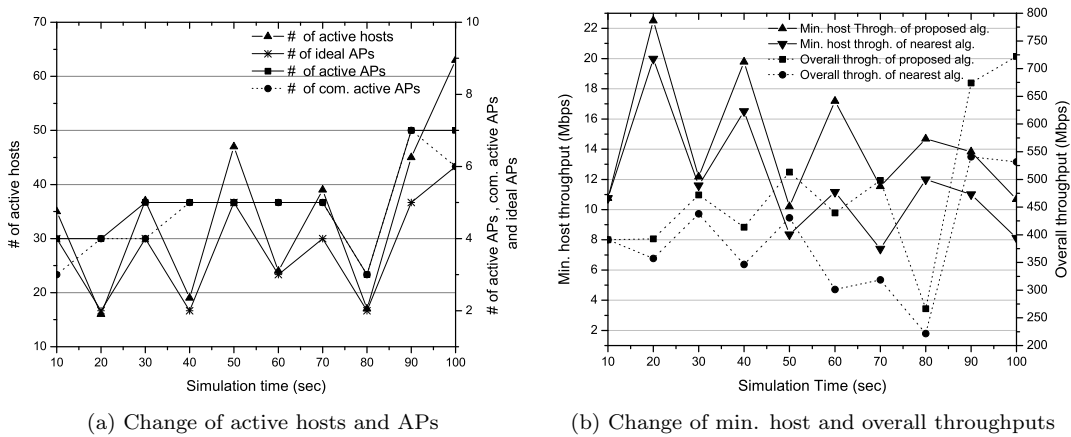 70
60
50
40
30
20
10
# of active hosts
10
8
6
4
2
# of active APs , com. active APs
and ideal APs
# of active hosts
# of ideal APs
# of active APs
# of com. active APs
10 20 30 40 50 60 70 80 90 100
Simulation time (sec)
(a) Change of active hosts and APs
22
20
18
16
14
12
10
8
6
4
2
Min. host throughput (Mbps)
800
750
700
650
600
550
500
450
400
350
300
250
200
Overall throughput (Mbps)
Min. host Throgh. of proposed alg.
Min. host throgh. of nearest alg.
Overall throgh. of proposed alg.
Overall throgh. of nearest alg.
10 20 30 40 50 60 70 80 90 100
Simulation Time (sec)
(b) Change of min. host and overall throughputs